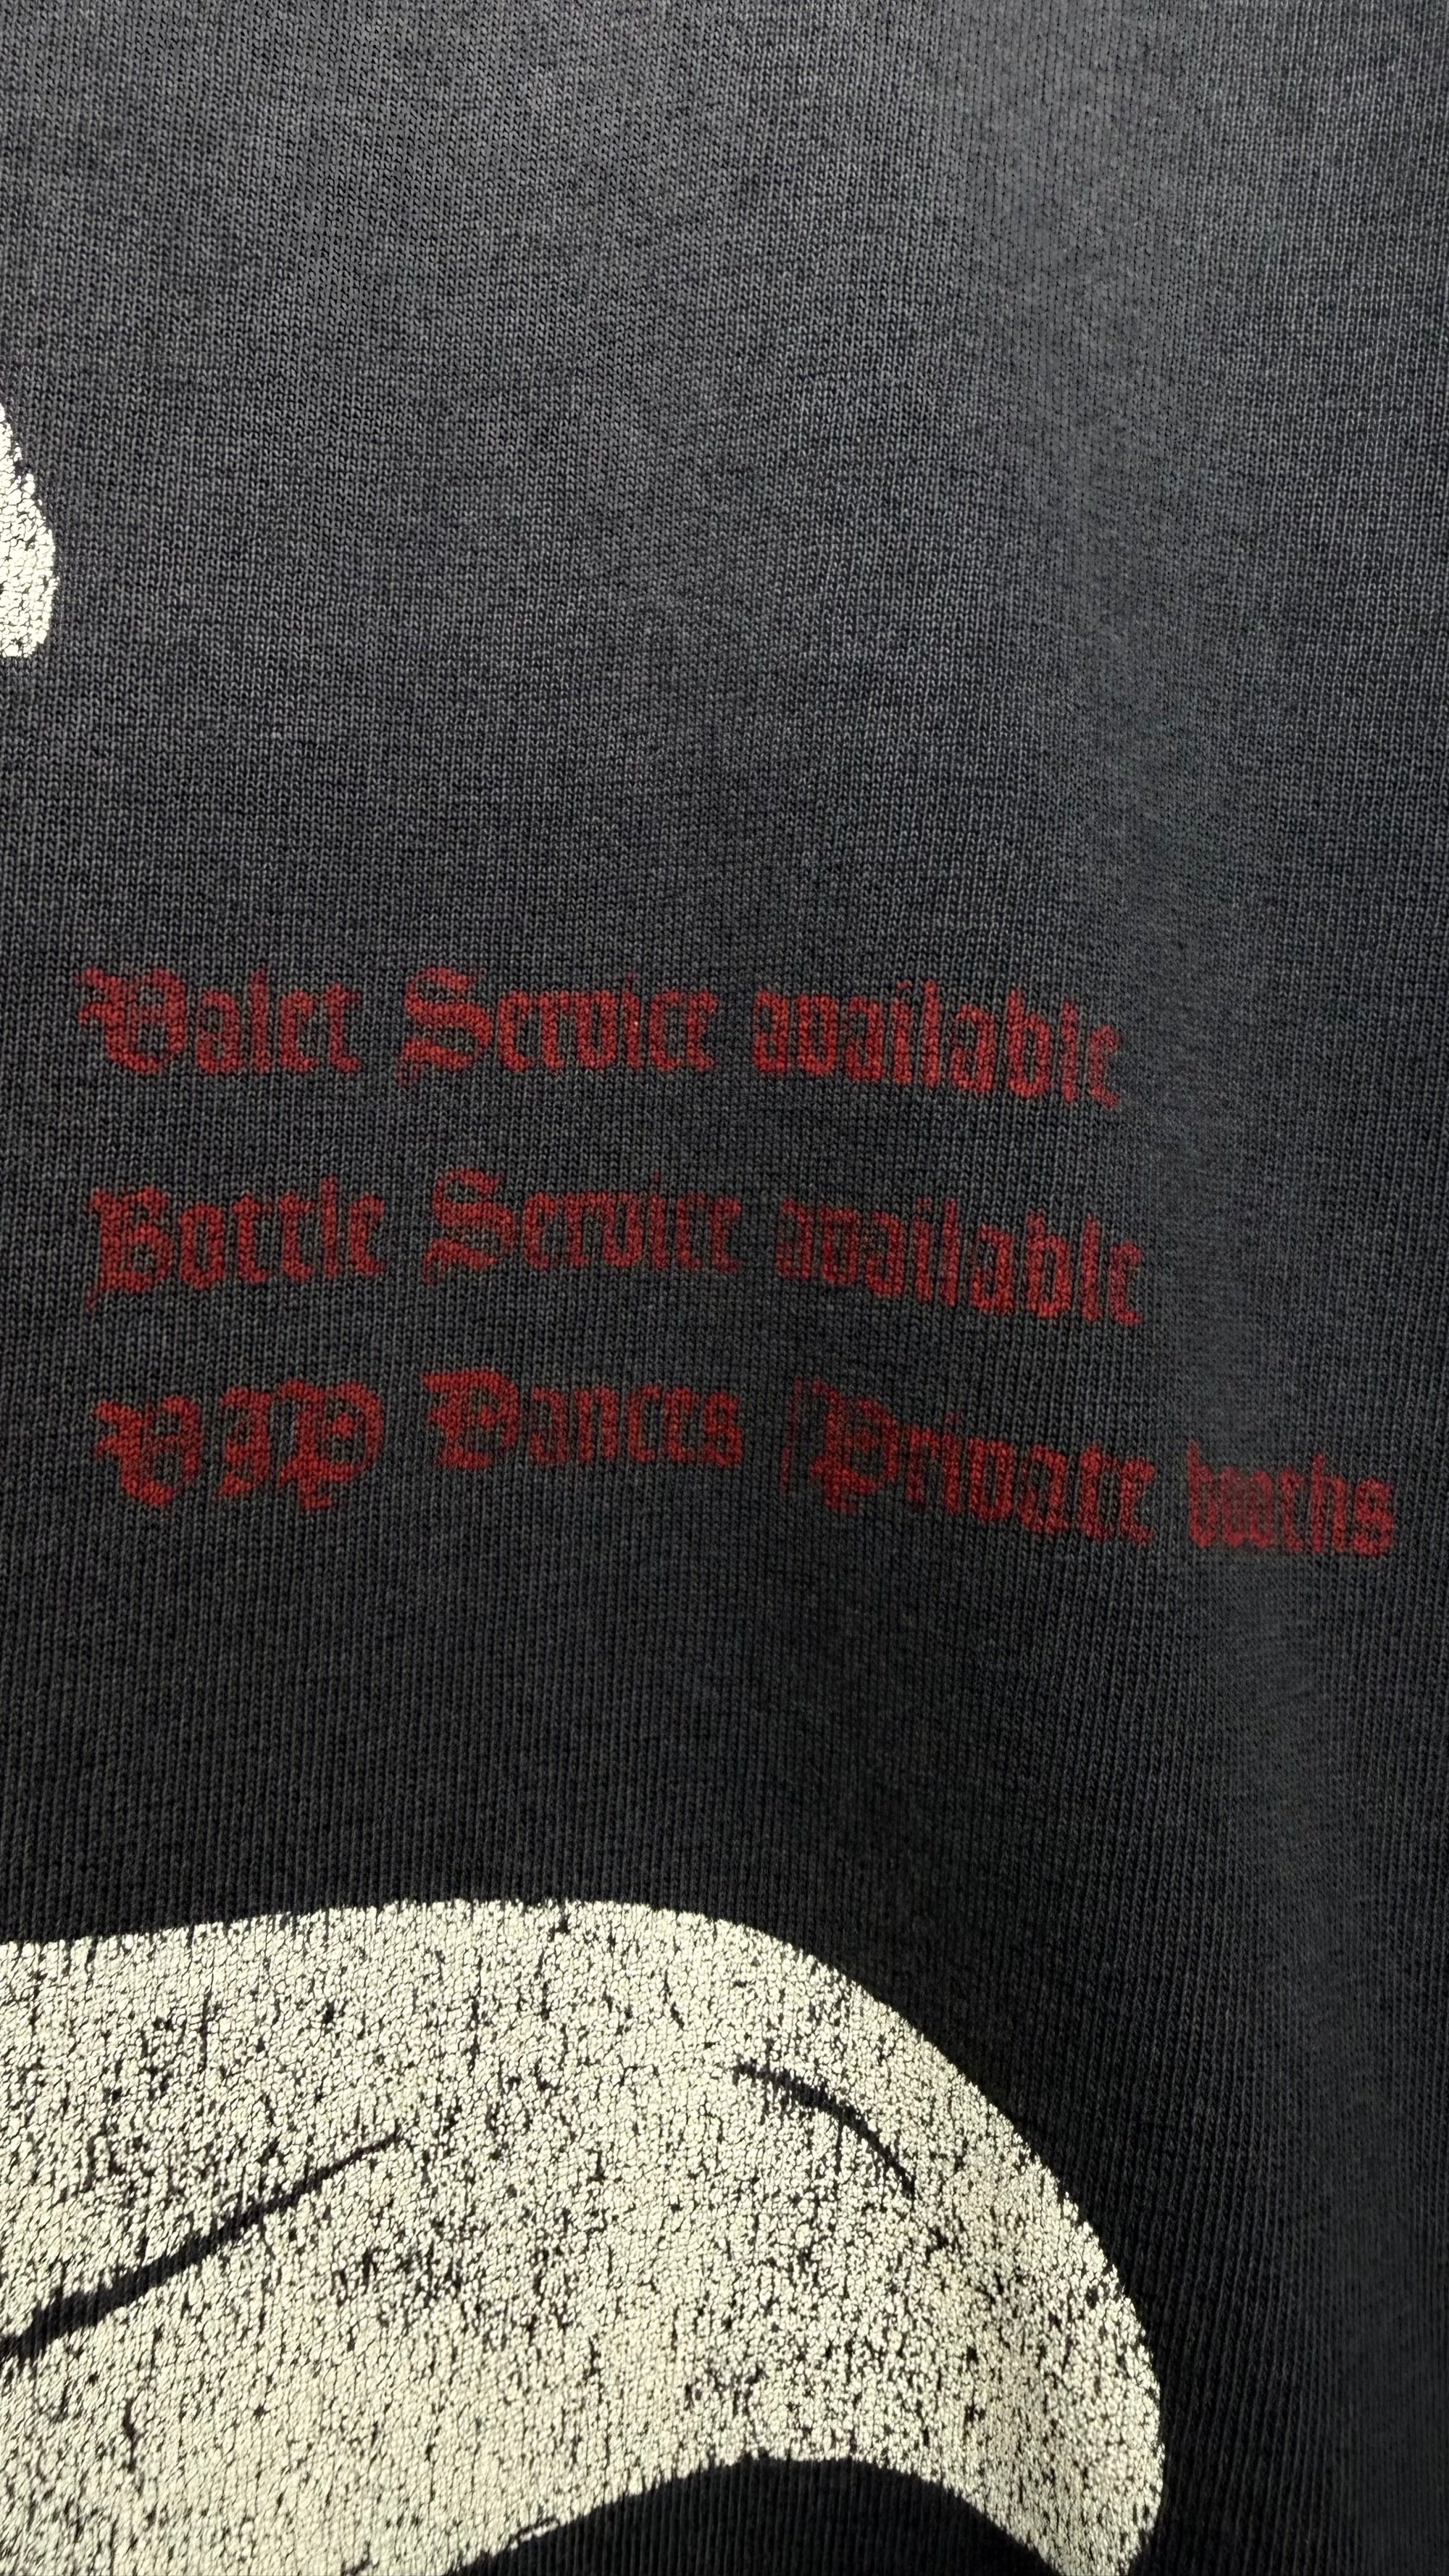 Valet Service available
Bottle Service available
VIP Dances |Private booths